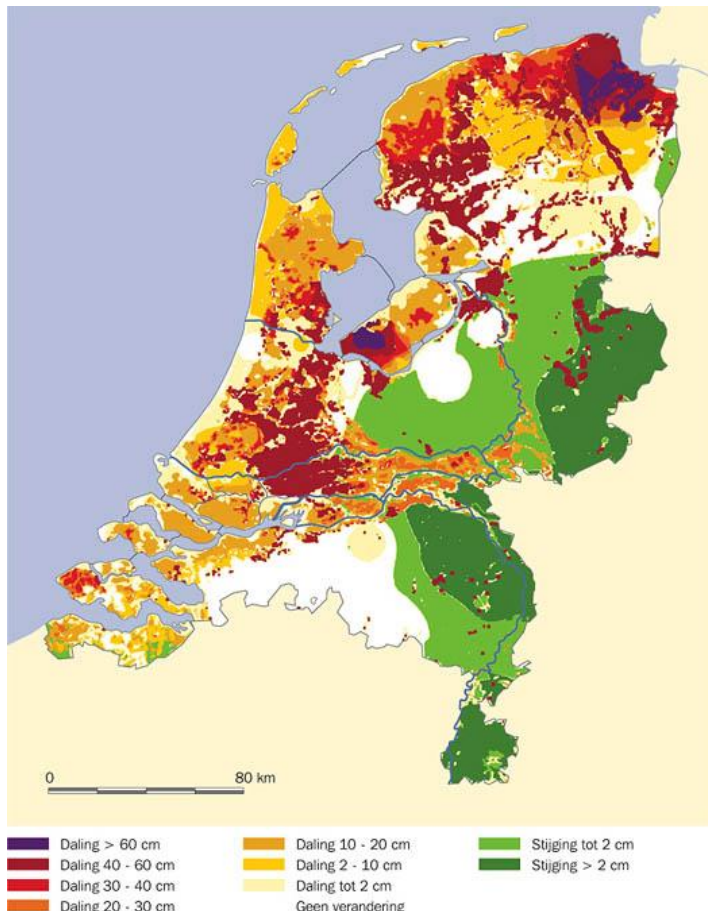 0 80 km
Daling > 60 cm
Daling 40 - 60 cm
Daling 30 - 40 cm
Daling 20 - 30 cm
Daling 10 - 20 cm
Daling 2 - 10 cm
Daling tot 2 cm
Geen verandering
Stijging tot 2 cm
Stijging > 2 cm